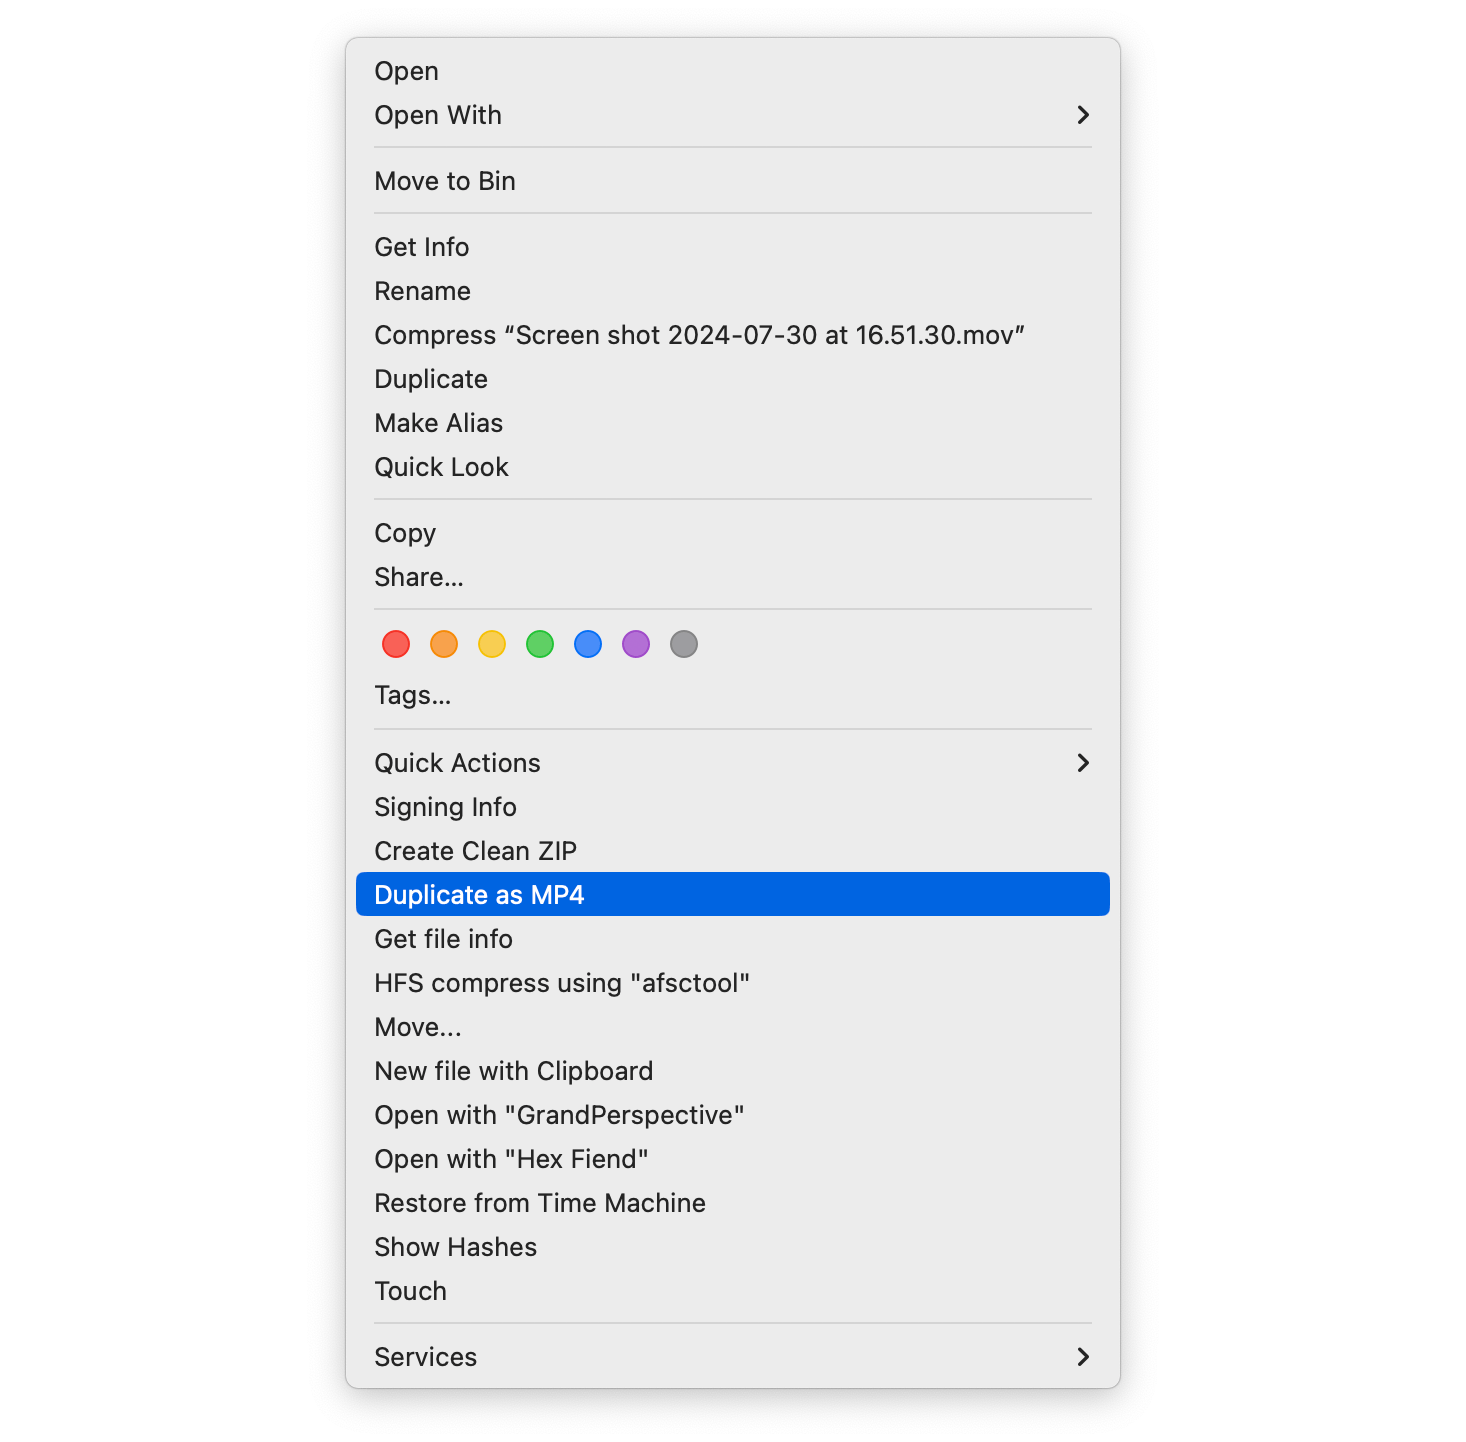 Open
Open With
Move to Bin
Get Info
Rename
Compress “Screen shot 2024-07-30 at 16.51.30.mov”
Duplicate
Make Alias
Quick Look
Copy
Share...
Tags...
Quick Actions
Signing Info
Create Clean ZIP
Duplicate as MP4
Get file info
HFS compress using "afsctool"
Move...
New file with Clipboard
Open with "GrandPerspective"
Open with "Hex Fiend"
Restore from Time Machine
Show Hashes
Touch
Services